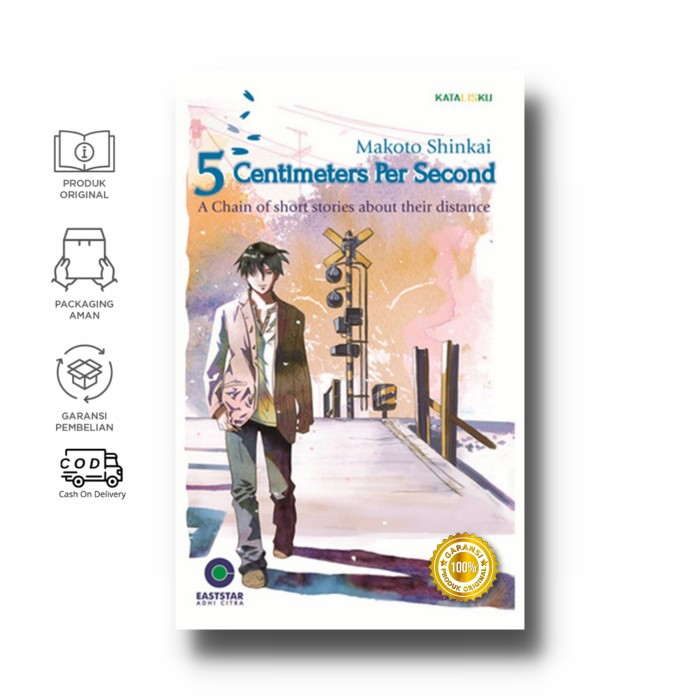 KATALISKU
Makoto Shinkai
5 Centimeters Per Second
A Chain of short stories about their distance
PRODUK
ORIGINAL
PACKAGING
AMAN
GARANSI
PEMBELIAN
COD
Cash On Delivery
EASTSTAR
ADHI CITRA
GARANSI
100%
PRODUK ORIGINAL